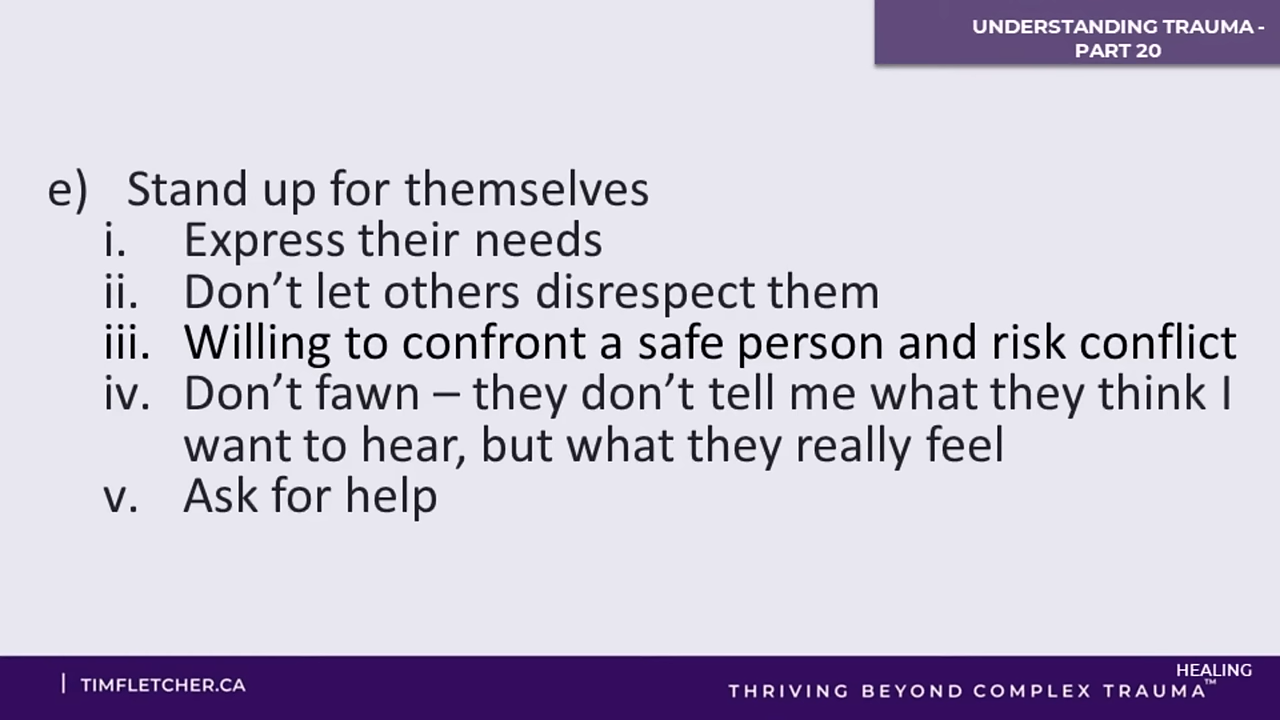 UNDERSTANDING TRAUMA -
PART 20
e) Stand up for themselves
i. Express their needs
ii. Don’t let others disrespect them
iii. Willing to confront a safe person and risk conflict
iv. Don’t fawn – they don’t tell me what they think I
want to hear, but what they really feel
v. Ask for help
| TIMFLETCHER.CA
HEALING
THRIVING BEYOND COMPLEX TRAUMA™